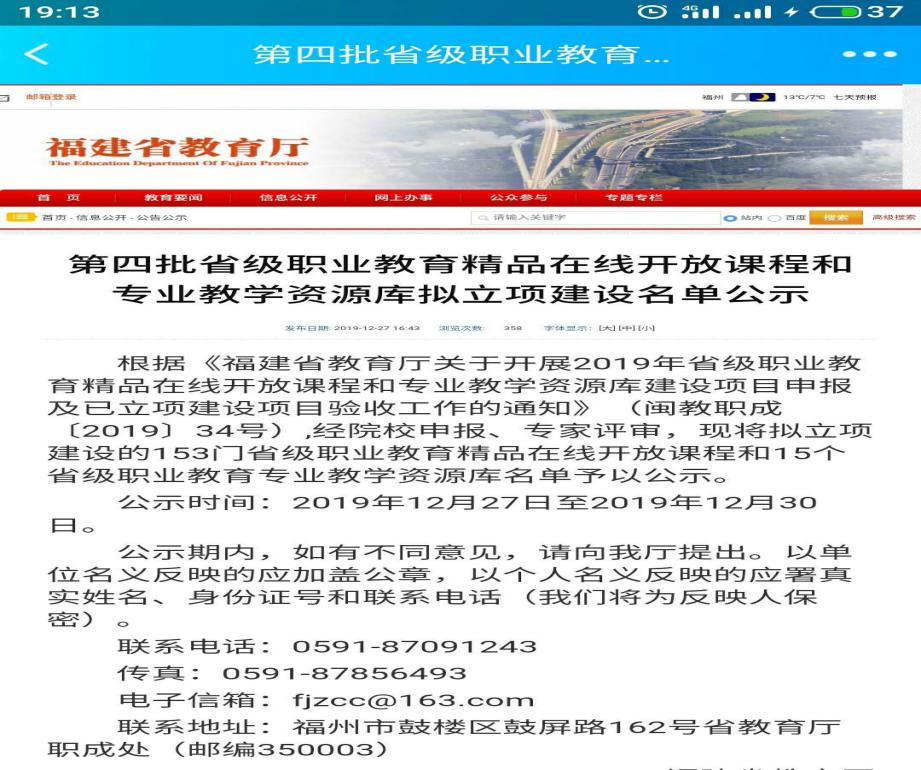 19:13
4G
37
第四批省级职业教育...
邮箱登录
福州 13℃/7℃ 七天预报
福建省教育厅
The Education Department Of Fujian Province
首 页 教育要闻 信息公开 网上办事 公众参与 专题专栏
首页 - 信息公开 - 公告公示 请输入关键字 站内 百度 搜索 高级搜索
第四批省级职业教育精品在线开放课程和
专业教学资源库拟立项建设名单公示
发布日期: 2019-12-27 16:43 浏览次数: 358 字体显示: [大] [中] [小]
根据《福建省教育厅关于开展2019年省级职业教
育精品在线开放课程和专业教学资源库建设项目申报
及已立项建设项目验收工作的通知》（闽教职成
〔2019〕34号）,经院校申报、专家评审，现将拟立项
建设的153门省级职业教育精品在线开放课程和15个
省级职业教育专业教学资源库名单予以公示。
公示时间：2019年12月27日至2019年12月30
日。
公示期内，如有不同意见，请向我厅提出。以单
位名义反映的应加盖公章，以个人名义反映的应署真
实姓名、身份证号和联系电话（我们将为反映人保
密）。
联系电话：0591-87091243
传真：0591-87856493
电子信箱：fjzcc@163.com
联系地址：福州市鼓楼区鼓屏路162号省教育厅
职成处（邮编350003）